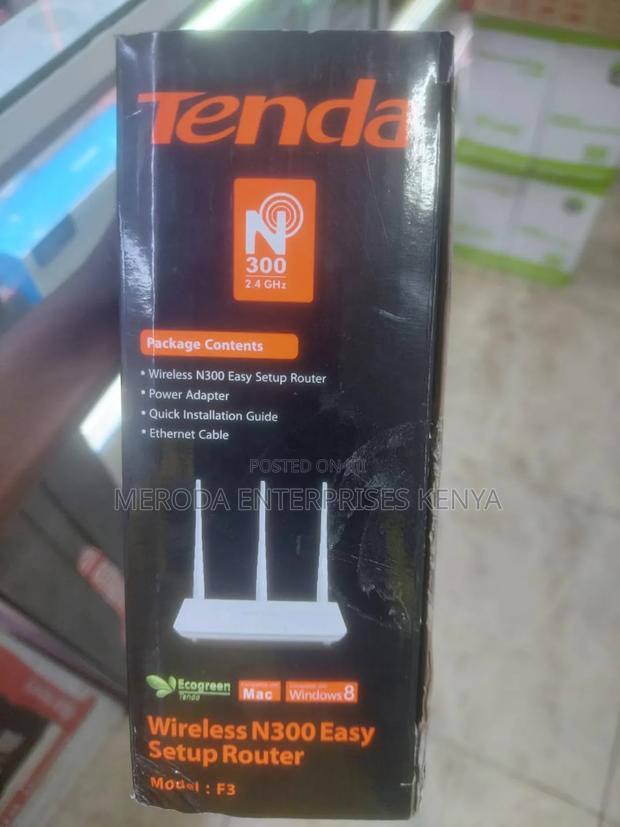 Tenda
N
300
2.4 GHz
Package Contents
• Wireless N300 Easy Setup Router
• Power Adapter
• Quick Installation Guide
• Ethernet Cable
POSTED ON
MERODA ENTERPRISES KENYA
Ecogreen
Tenda
Mac
Windows 8
Wireless N300 Easy
Setup Router
Model : F3